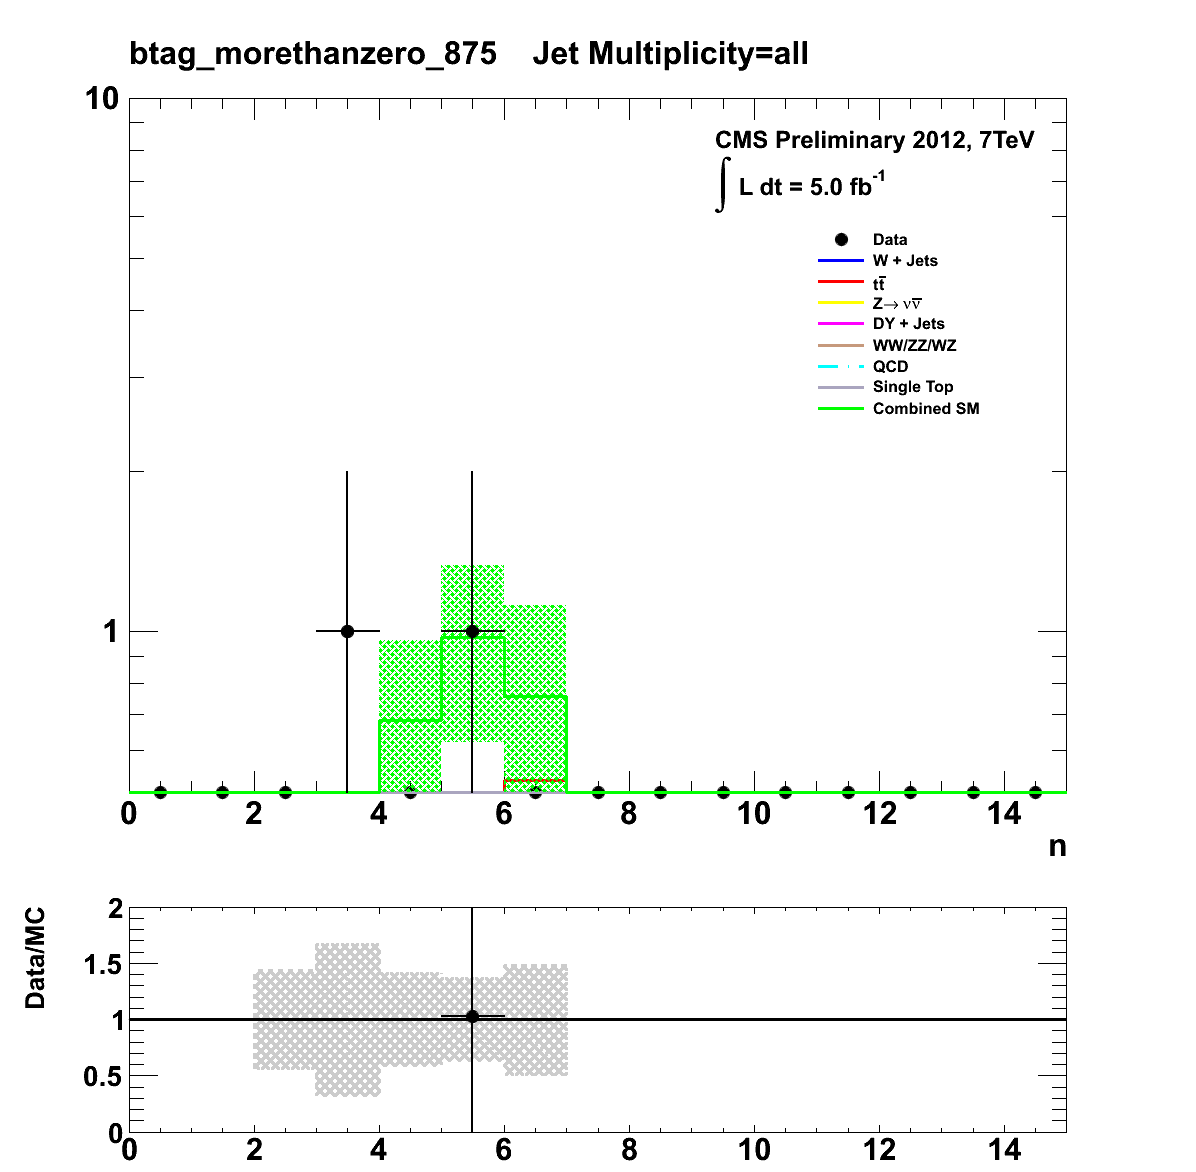 btag_morethanzero_875    Jet Multiplicity=all
10
CMS Preliminary 2012, 7TeV
∫ L dt = 5.0 fb⁻¹
Data
W + Jets
tt̅
Z→ νν̅
DY + Jets
WW/ZZ/WZ
QCD
Single Top
Combined SM
1
0 2 4 6 8 10 12 14
n
Data/MC
2
1.5
1
0.5
0
0 2 4 6 8 10 12 14